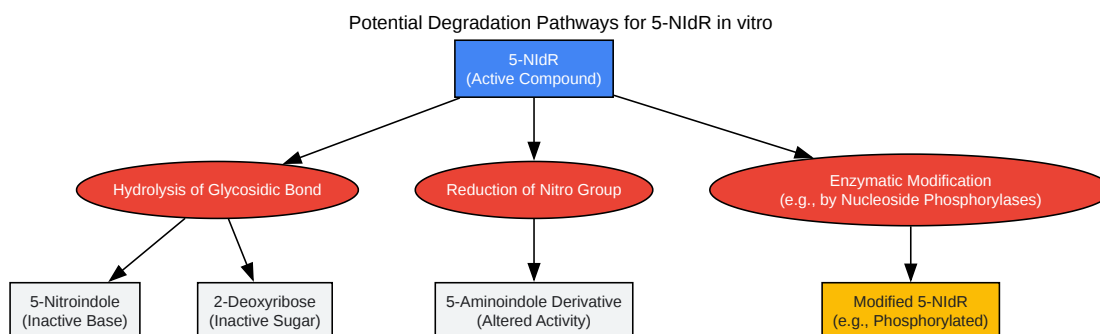 Potential Degradation Pathways for 5-NIdR in vitro
5-NIdR
(Active Compound)
Hydrolysis of Glycosidic Bond
Reduction of Nitro Group
Enzymatic Modification
(e.g., by Nucleoside Phosphorylases)
5-Nitroindole
(Inactive Base)
2-Deoxyribose
(Inactive Sugar)
5-Aminoindole Derivative
(Altered Activity)
Modified 5-NIdR
(e.g., Phosphorylated)